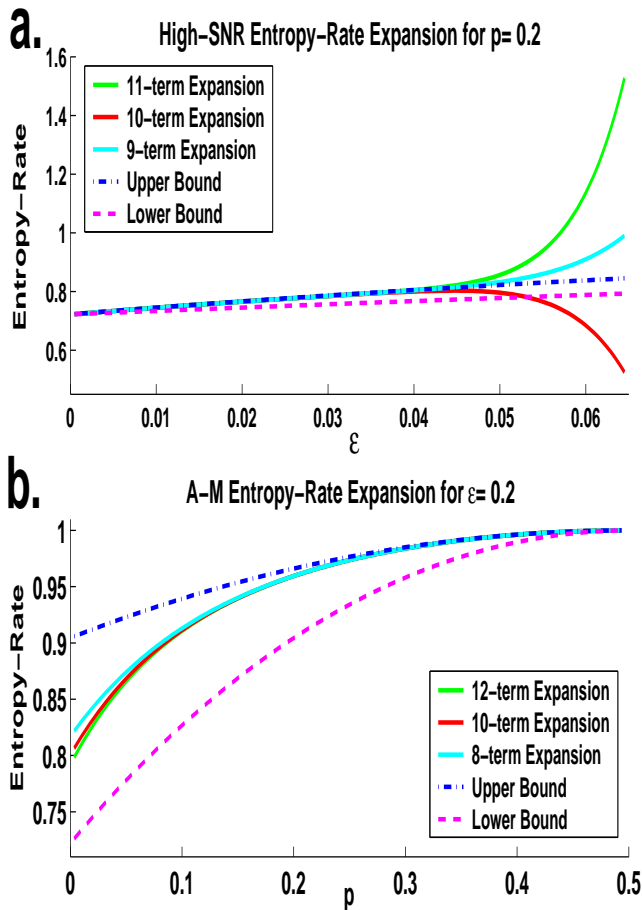 a.
High-SNR Entropy-Rate Expansion for p= 0.2
1.6
1.4
1.2
1
0.8
0.6
Entropy-Rate
11-term Expansion
10-term Expansion
9-term Expansion
Upper Bound
Lower Bound
0
0.01
0.02
0.03
0.04
0.05
0.06
ε
b.
A-M Entropy-Rate Expansion for ε= 0.2
1
0.95
0.9
0.85
0.8
0.75
Entropy-Rate
12-term Expansion
10-term Expansion
8-term Expansion
Upper Bound
Lower Bound
0
0.1
0.2
0.3
0.4
0.5
p